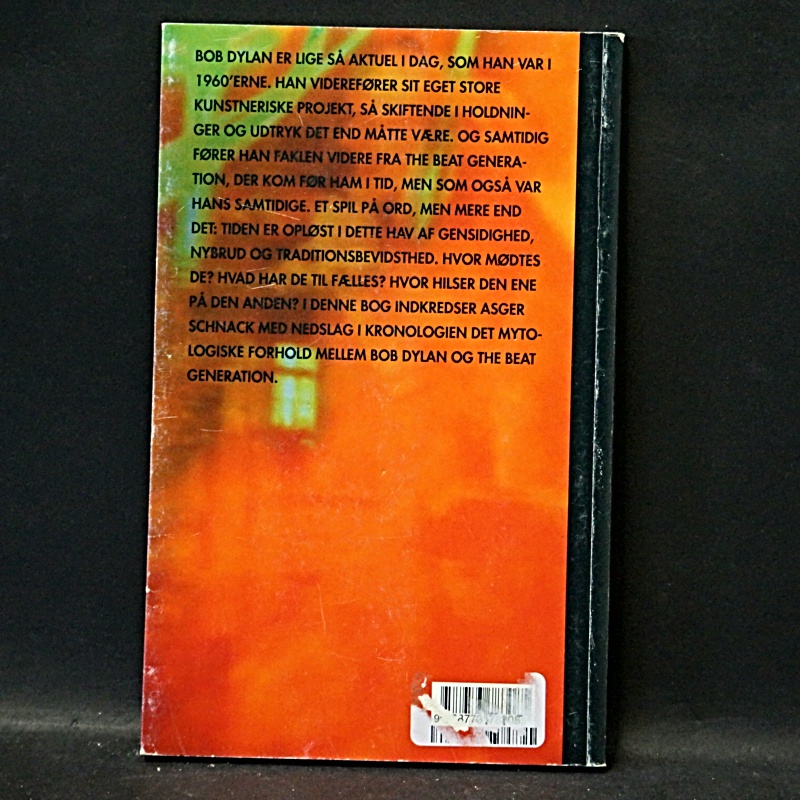 BOB DYLAN ER LIGE SÅ AKTUEL I DAG, SOM HAN VAR I
1960'ERNE. HAN VIDEREFØRER SIT EGET STORE
KUNSTNERISKE PROJEKT, SÅ SKIFTENDE I HOLDNIN-
GER OG UDTRYK DET END MÅTTE VÆRE. OG SAMTIDIG
FØRER HAN FAKLEN VIDERE FRA THE BEAT GENERA-
TION, DER KOM FØR HAM I TID, MEN SOM OGSÅ VAR
HANS SAMTIDIGE. ET SPIL PÅ ORD, MEN MERE END
DET: TIDEN ER OPLØST I DETTE HAV AF GENSIDIGHED,
NYBRUD OG TRADITIONSBEVIDSTHED. HVOR MØDTES
DE? HVAD HAR DE TIL FÆLLES? HVOR HILSER DEN ENE
PÅ DEN ANDEN? I DENNE BOG INDKREDSER ASGER
SCHNACK MED NEDSLAG I KRONOLOGIEN DET MYTO-
LOGISKE FORHOLD MELLEM BOB DYLAN OG THE BEAT
GENERATION.